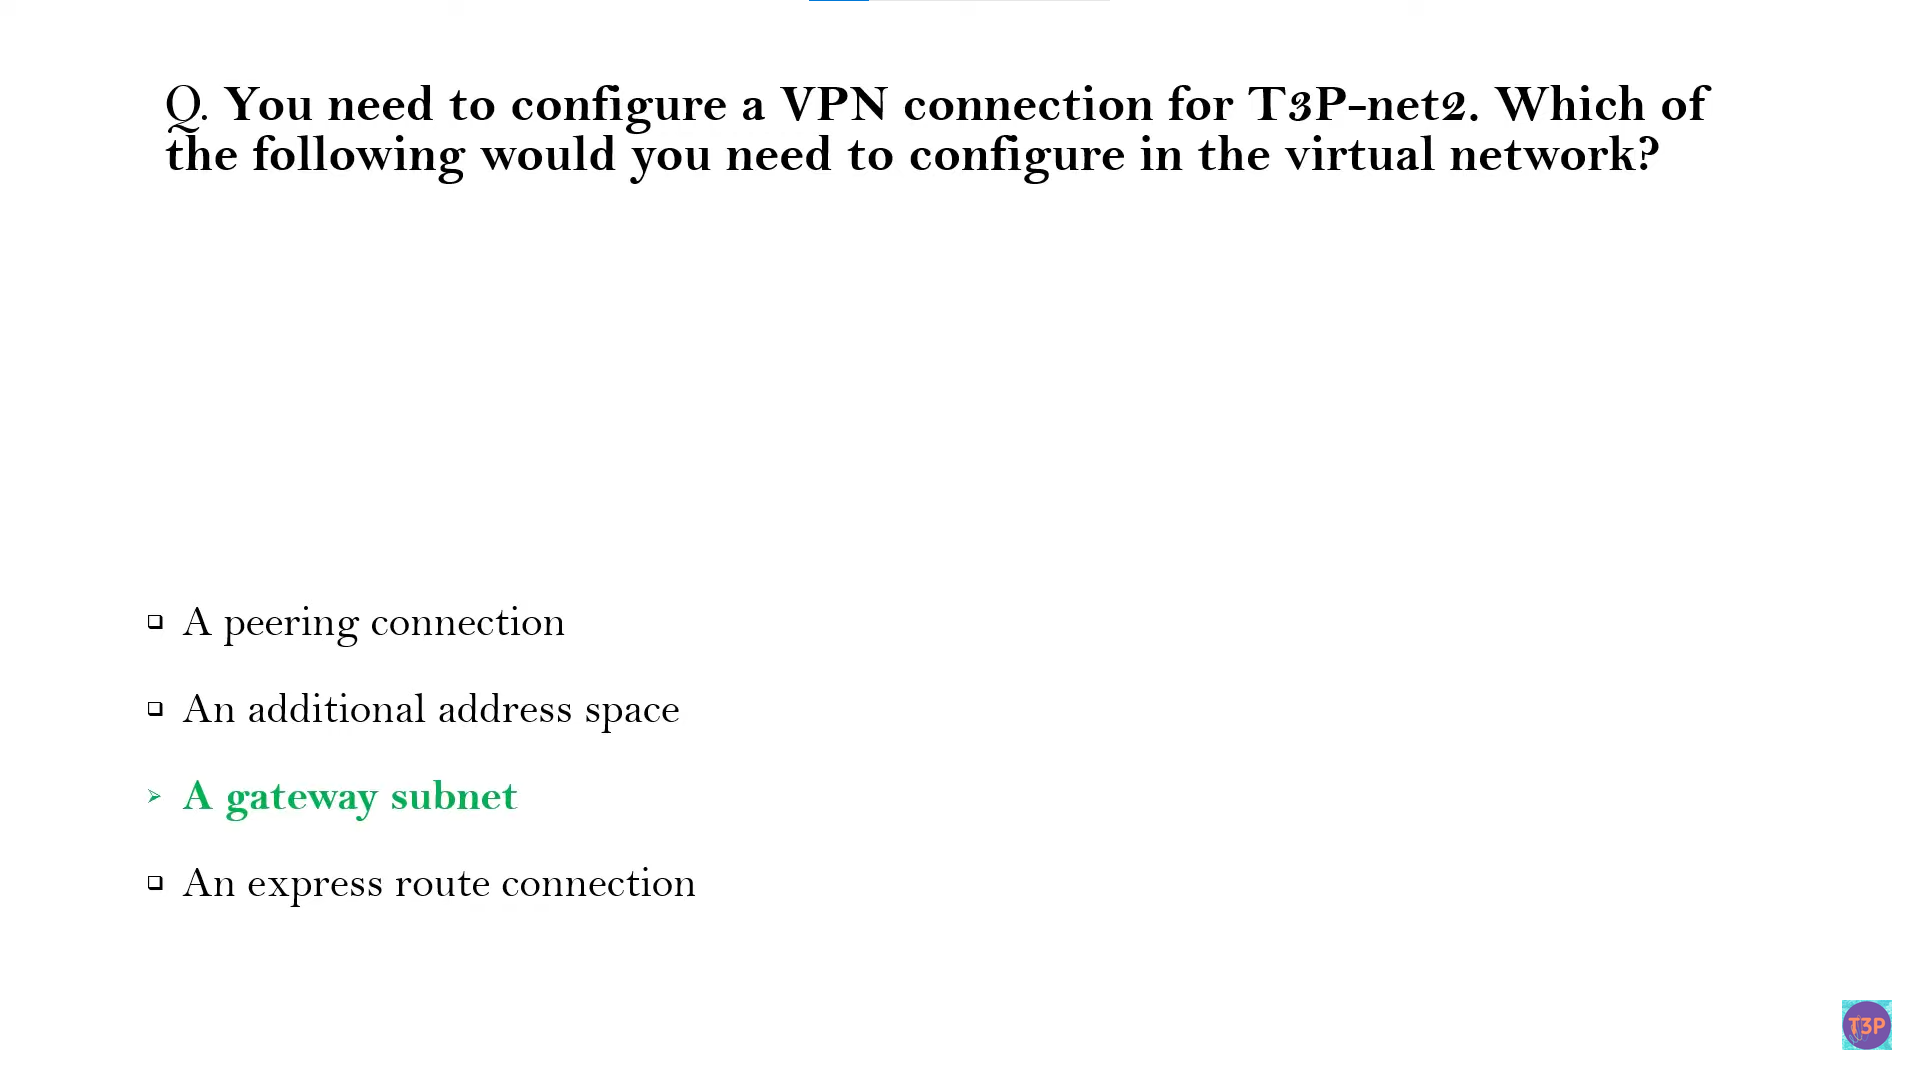 Q. You need to configure a VPN connection for T3P-net2. Which of
the following would you need to configure in the virtual network?
A peering connection
An additional address space
A gateway subnet
An express route connection
T3P